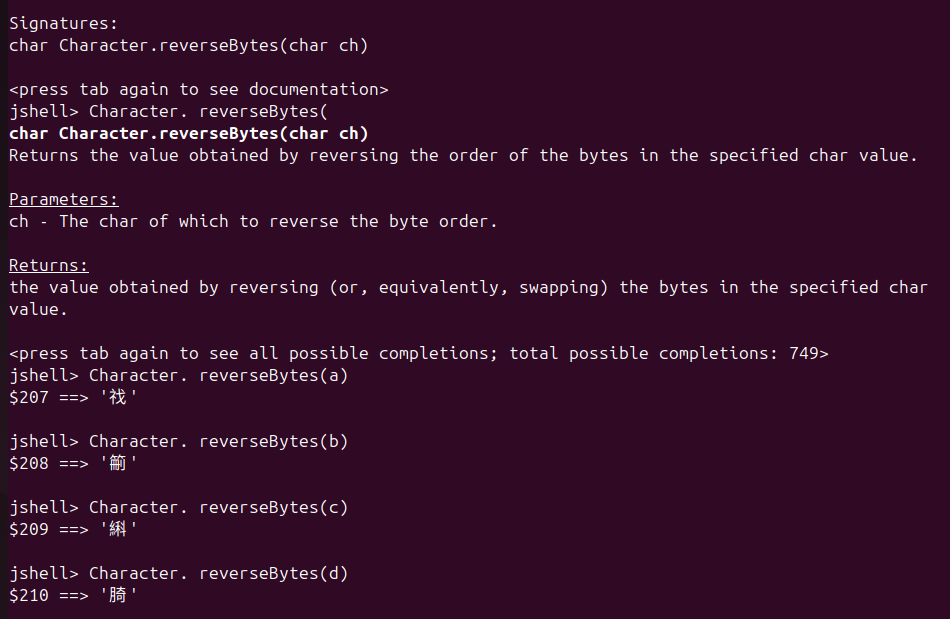 Signatures:
char Character.reverseBytes(char ch)
<press tab again to see documentation>
jshell> Character. reverseBytes(
char Character.reverseBytes(char ch)
Returns the value obtained by reversing the order of the bytes in the specified char value.
Parameters:
ch - The char of which to reverse the byte order.
Returns:
the value obtained by reversing (or, equivalently, swapping) the bytes in the specified char
value.
<press tab again to see all possible completions; total possible completions: 749>
jshell> Character. reverseBytes(a)
$207 ==>
jshell> Character. reverseBytes(b)
$208 ==>
jshell> Character. reverseBytes(c)
$209 ==>
jshell> Character. reverseBytes(d)
$210 ==>